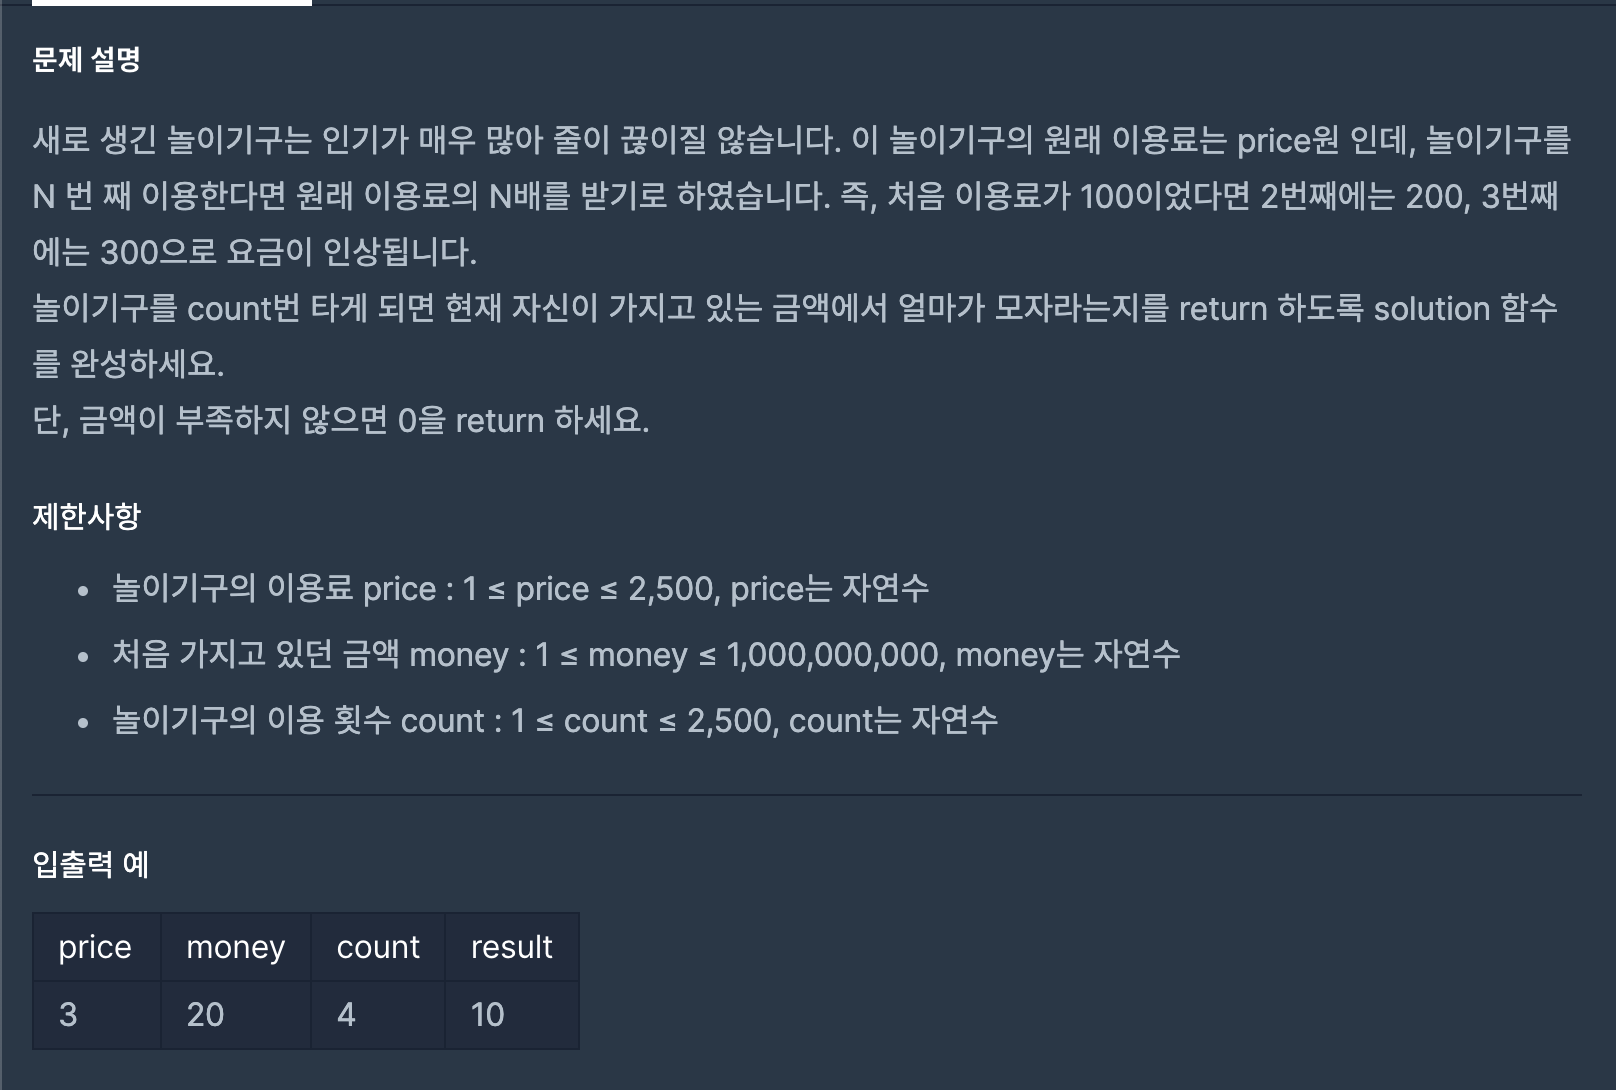 문제 설명
새로 생긴 놀이기구는 인기가 매우 많아 줄이 끊이질 않습니다. 이 놀이기구의 원래 이용료는 price원 인데, 놀이기구를
N 번 째 이용한다면 원래 이용료의 N배를 받기로 하였습니다. 즉, 처음 이용료가 100이었다면 2번째에는 200, 3번째
에는 300으로 요금이 인상됩니다.
놀이기구를 count번 타게 되면 현재 자신이 가지고 있는 금액에서 얼마가 모자라는지를 return 하도록 solution 함수
를 완성하세요.
단, 금액이 부족하지 않으면 0을 return 하세요.
제한사항
• 놀이기구의 이용료 price : 1 ≤ price ≤ 2,500, price는 자연수
• 처음 가지고 있던 금액 money : 1 ≤ money ≤ 1,000,000,000, money는 자연수
• 놀이기구의 이용 횟수 count : 1 ≤ count ≤ 2,500, count는 자연수
입출력 예
price money count result
3 20 4 10